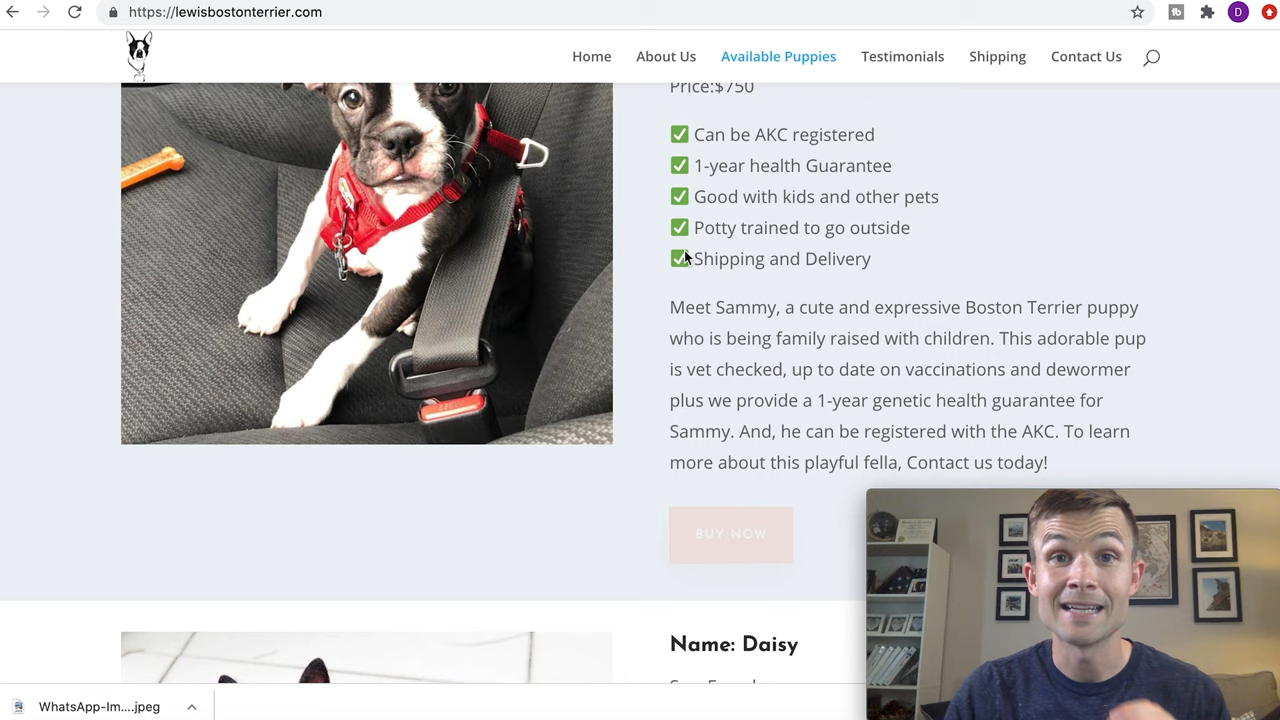 https://lewisbostonterrier.com
Home About Us Available Puppies Testimonials Shipping Contact Us
Price:$750
✅ Can be AKC registered
✅ 1-year health Guarantee
✅ Good with kids and other pets
✅ Potty trained to go outside
✅ Shipping and Delivery
Meet Sammy, a cute and expressive Boston Terrier puppy
who is being family raised with children. This adorable pup
is vet checked, up to date on vaccinations and dewormer
plus we provide a 1-year genetic health guarantee for
Sammy. And, he can be registered with the AKC. To learn
more about this playful fella, Contact us today!
BUY NOW
Name: Daisy
WhatsApp-Im....jpeg